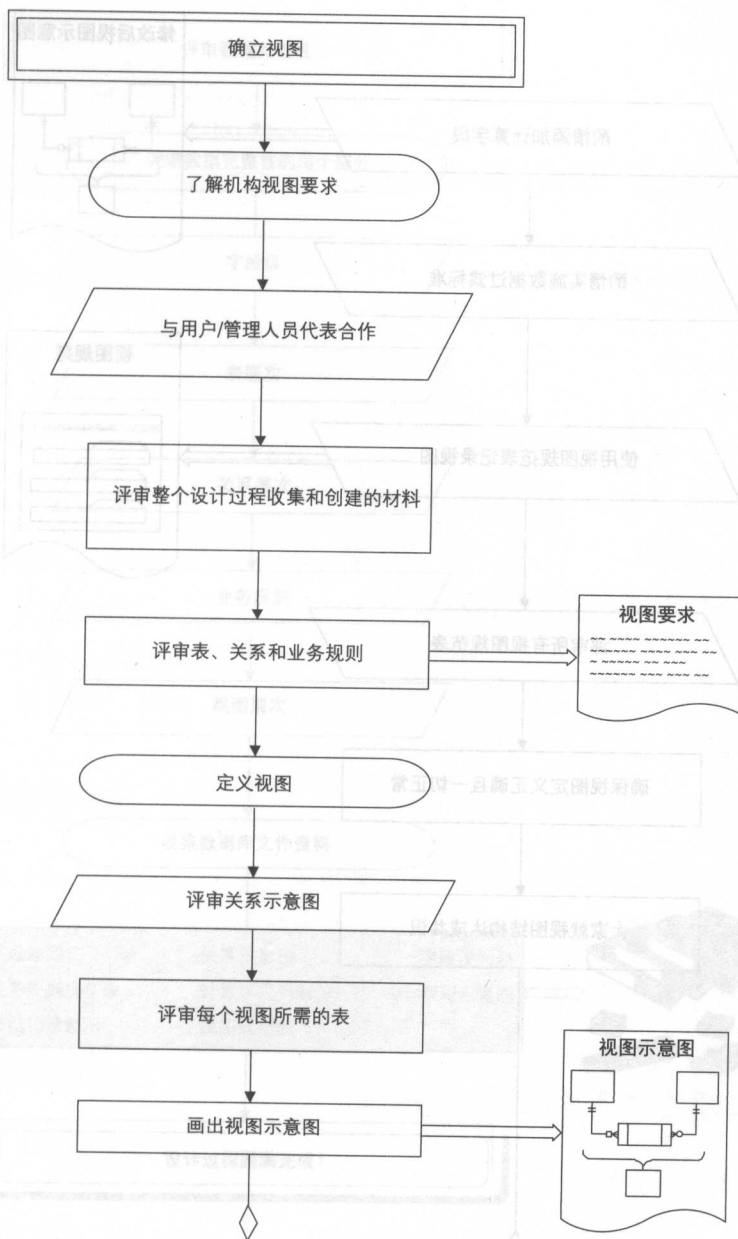 确立视图
了解机构视图要求
与用户/管理人员代表合作
评审整个设计过程收集和创建的材料
评审表、关系和业务规则
视图要求
定义视图
评审关系示意图
评审每个视图所需的表
视图示意图
画出视图示意图